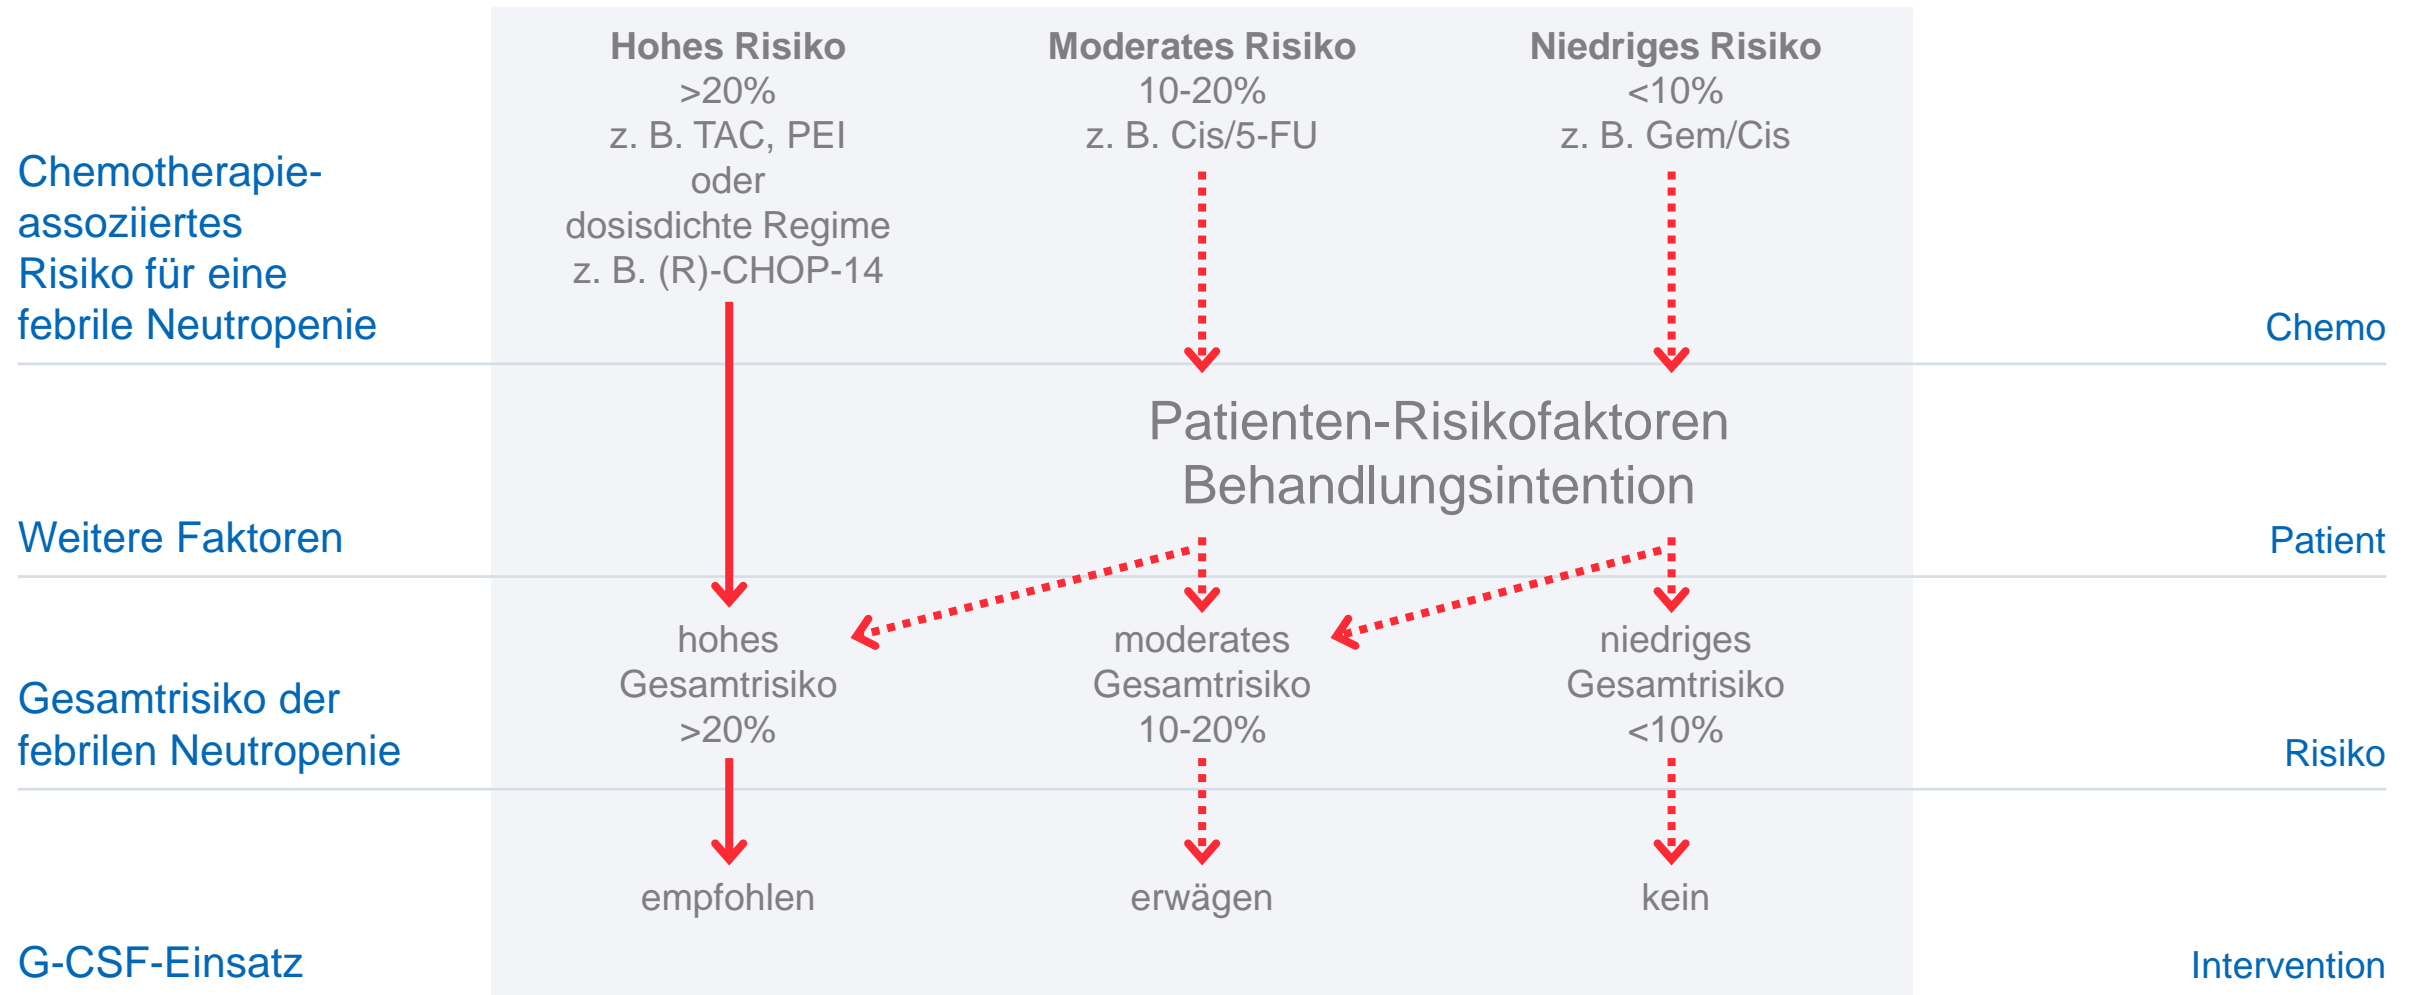 Hohes Risiko
>20%
z. B. TAC, PEI
oder
dosisdichte Regime
z. B. (R)-CHOP-14
Moderates Risiko
10-20%
z. B. Cis/5-FU
Niedriges Risiko
<10%
z. B. Gem/Cis
Chemotherapie-
assoziiertes
Risiko für eine
febrile Neutropenie
Chemo
Patienten-Risikofaktoren
Behandlungsintention
Weitere Faktoren
Patient
hohes
Gesamtrisiko
>20%
moderates
Gesamtrisiko
10-20%
niedriges
Gesamtrisiko
<10%
Gesamtrisiko der
febrilen Neutropenie
Risiko
empfohlen
erwägen
kein
G-CSF-Einsatz
Intervention